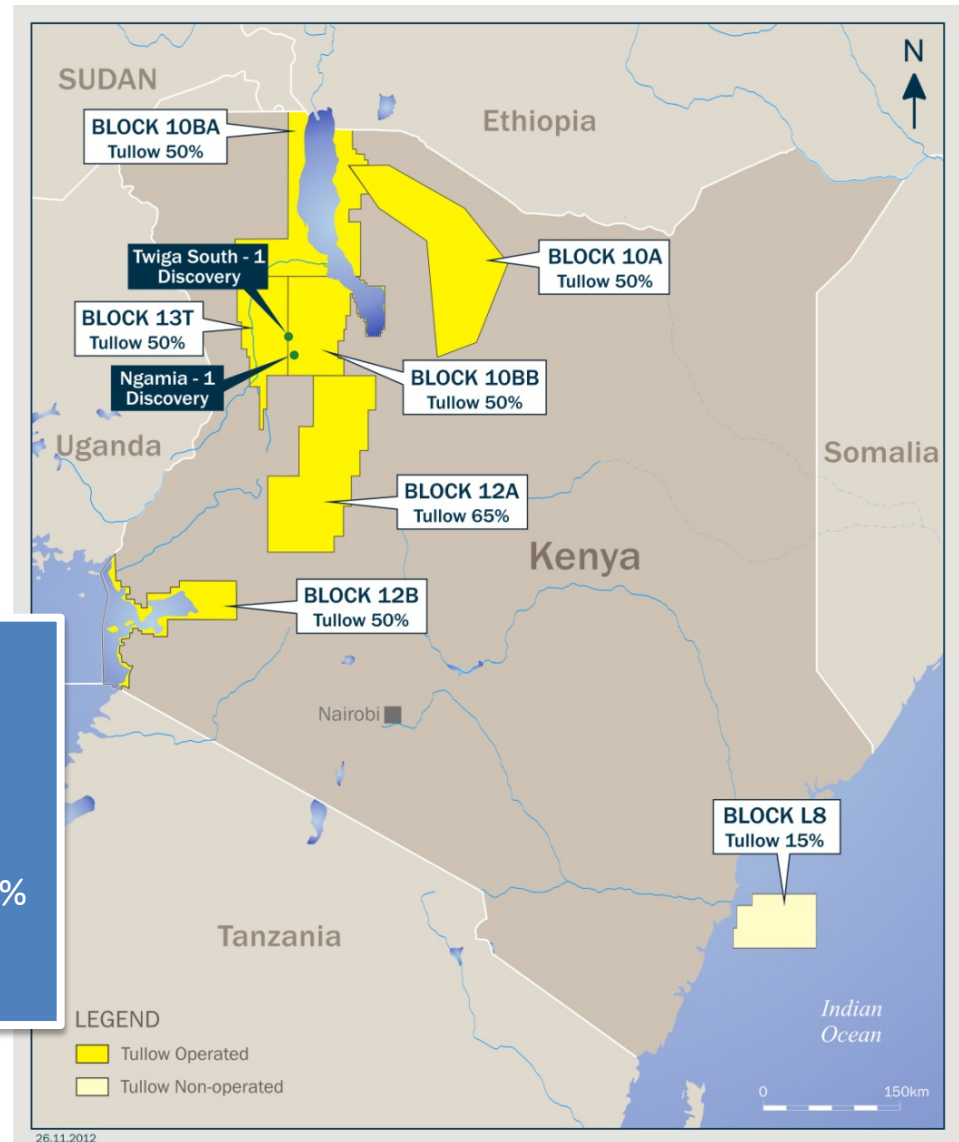 SUDAN
Ethiopia
N
BLOCK 10BA
Tullow 50%
Twiga South - 1
Discovery
BLOCK 10A
Tullow 50%
BLOCK 13T
Tullow 50%
Ngamia - 1
Discovery
BLOCK 10BB
Tullow 50%
Uganda
Somalia
BLOCK 12A
Tullow 65%
Kenya
BLOCK 12B
Tullow 50%
Nairobi
BLOCK L8
Tullow 15%
%
Tanzania
Indian
Ocean
LEGEND
Tullow Operated
Tullow Non-operated
0 150km
26.11.2012